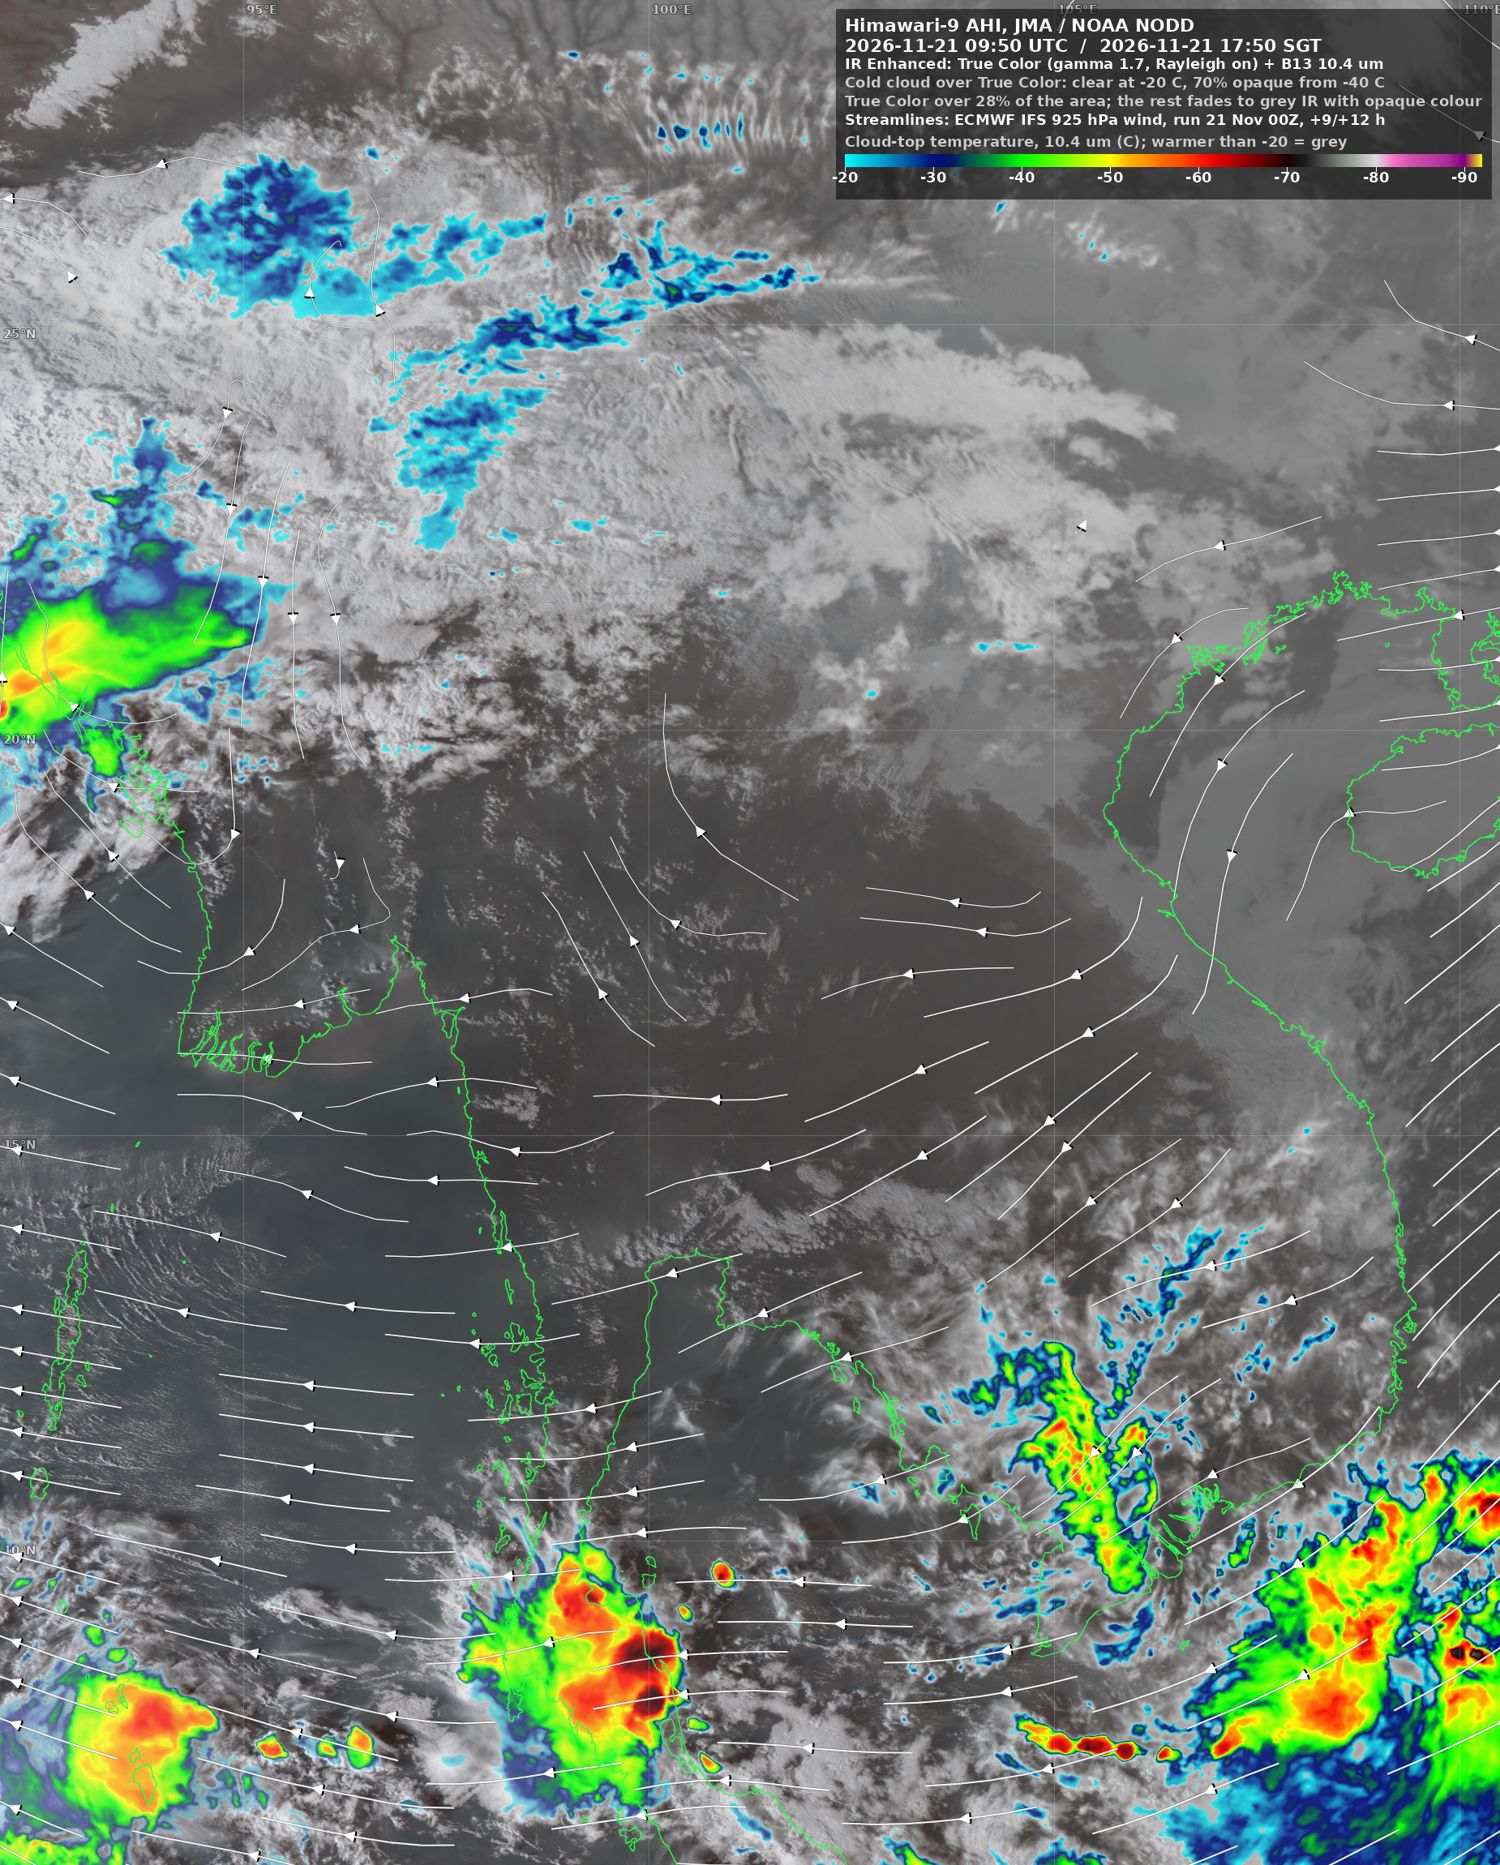 95°E
100°E
105°E
110°E
Himawari-9 AHI, JMA / NOAA NODD
2026-11-21 09:50 UTC / 2026-11-21 17:50 SGT
IR Enhanced: True Color (gamma 1.7, Rayleigh on) + B13 10.4 um
Cold cloud over True Color: clear at -20 C, 70% opaque from -40 C
True Color over 28% of the area; the rest fades to grey IR with opaque colour
Streamlines: ECMWF IFS 925 hPa wind, run 21 Nov 00Z, +9/+12 h
Cloud-top temperature, 10.4 um (C); warmer than -20 = grey
-20 -30 -40 -50 -60 -70 -80 -90
25°N
20°N
15°N
10°N